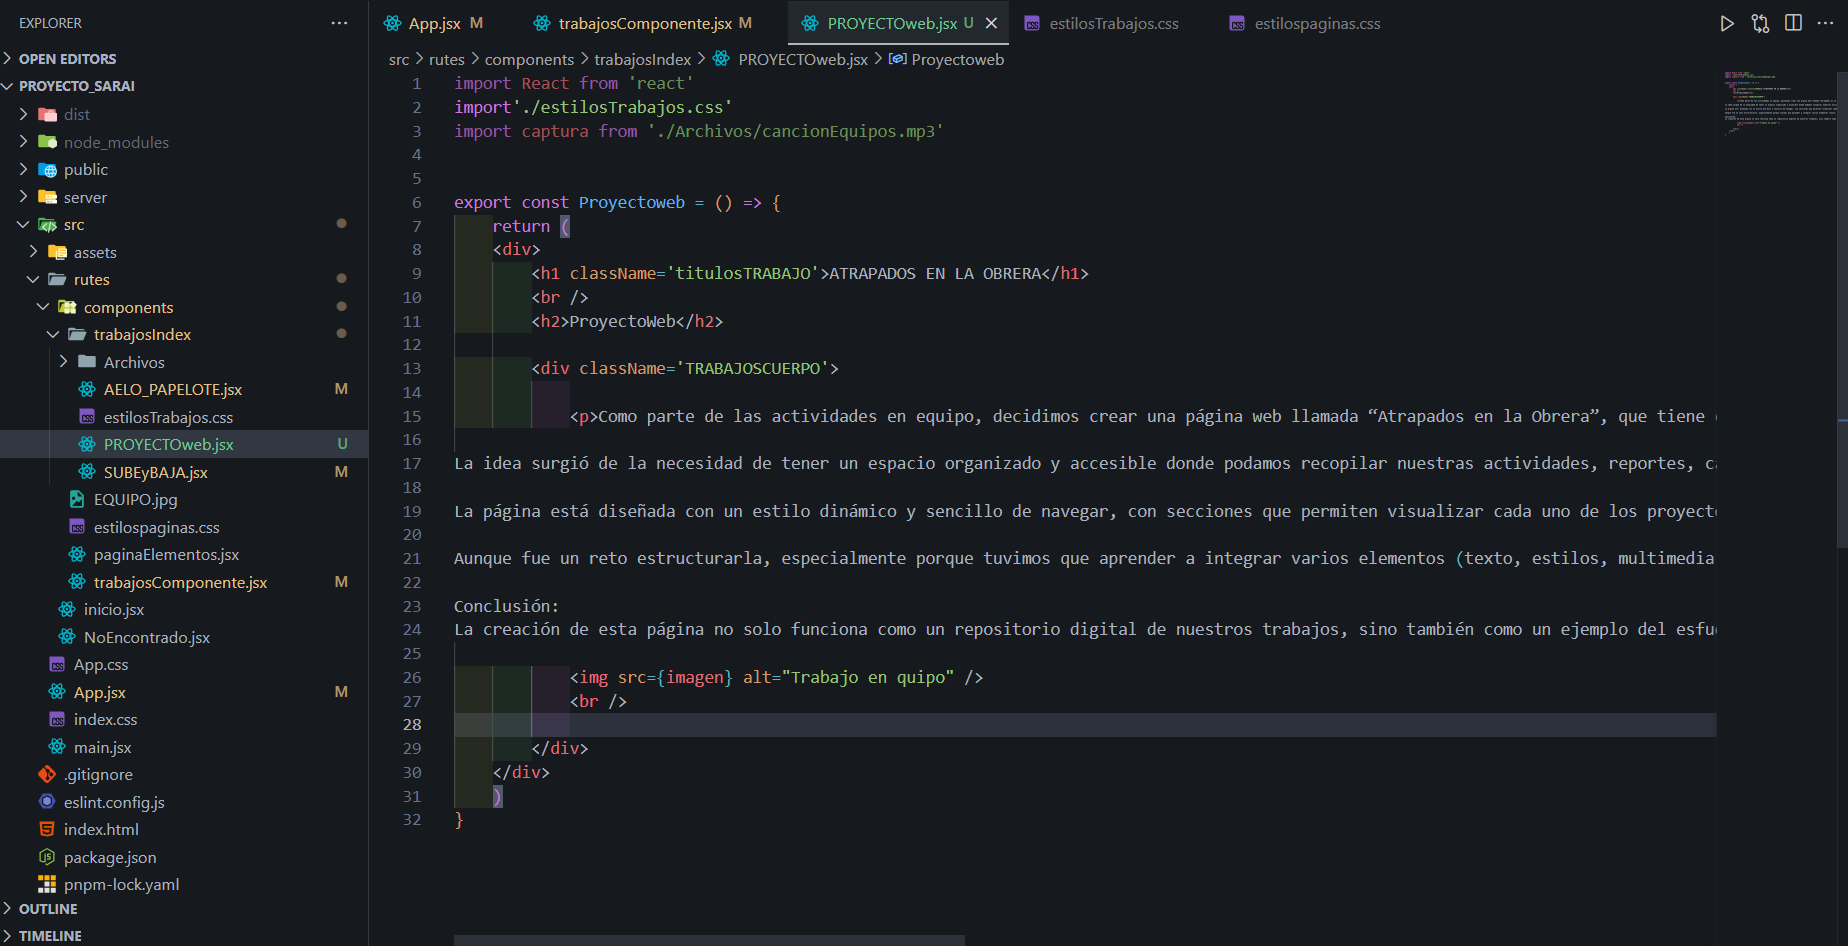 EXPLORER
OPEN EDITORS
PROYECTO_SARAI
dist
node_modules
public
server
src
assets
rutes
components
trabajosIndex
Archivos
AELO_PAPELOTE.jsx M
estilosTrabajos.css
PROYECTOweb.jsx U
SUBEyBAJA.jsx M
EQUIPO.jpg
estilospaginas.css
paginaElementos.jsx
trabajosComponente.jsx M
inicio.jsx
NoEncontrado.jsx
App.css
App.jsx M
index.css
main.jsx
.gitignore
eslint.config.js
index.html
package.json
pnpm-lock.yaml
OUTLINE
TIMELINE
App.jsx M trabajosComponente.jsx M PROYECTOweb.jsx U estilosTrabajos.css estilospaginas.css
src > rutes > components > trabajosIndex > PROYECTOweb.jsx > Proyectoweb
1 import React from 'react'
2 import'./estilosTrabajos.css'
3 import captura from './Archivos/cancionEquipos.mp3'
4
5
6 export const Proyectoweb = () => {
7 return (
8 <div>
9 <h1 className='titulosTRABAJO'>ATRAPADOS EN LA OBRERA</h1>
10 <br />
11 <h2>ProyectoWeb</h2>
12
13 <div className='TRABAJOSCUERPO'>
14
15 <p>Como parte de las actividades en equipo, decidimos crear una página web llamada “Atrapados en la Obrera”, que tiene
16
17 La idea surgió de la necesidad de tener un espacio organizado y accesible donde podamos recopilar nuestras actividades, reportes,
18
19 La página está diseñada con un estilo dinámico y sencillo de navegar, con secciones que permiten visualizar cada uno de los proyecto
20
21 Aunque fue un reto estructurarla, especialmente porque tuvimos que aprender a integrar varios elementos (texto, estilos, multimedia
22
23 Conclusión:
24 La creación de esta página no solo funciona como un repositorio digital de nuestros trabajos, sino también como un ejemplo del
25
26 <img src={imagen} alt="Trabajo en quipo" />
27 <br />
28
29 </div>
30 </div>
31 )
32 }